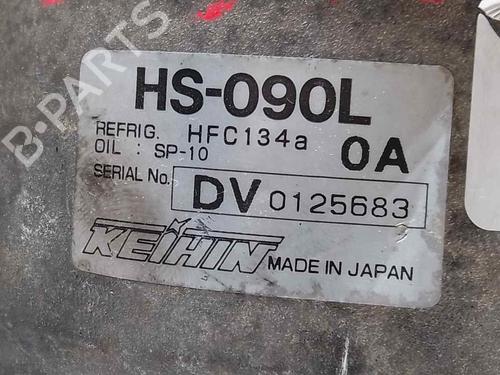 B-PARTS
HS-090L
REFRIG. HFC134a 0A
OIL : SP-10
SERIAL No. DV 0125683
KEIHIN MADE IN JAPAN